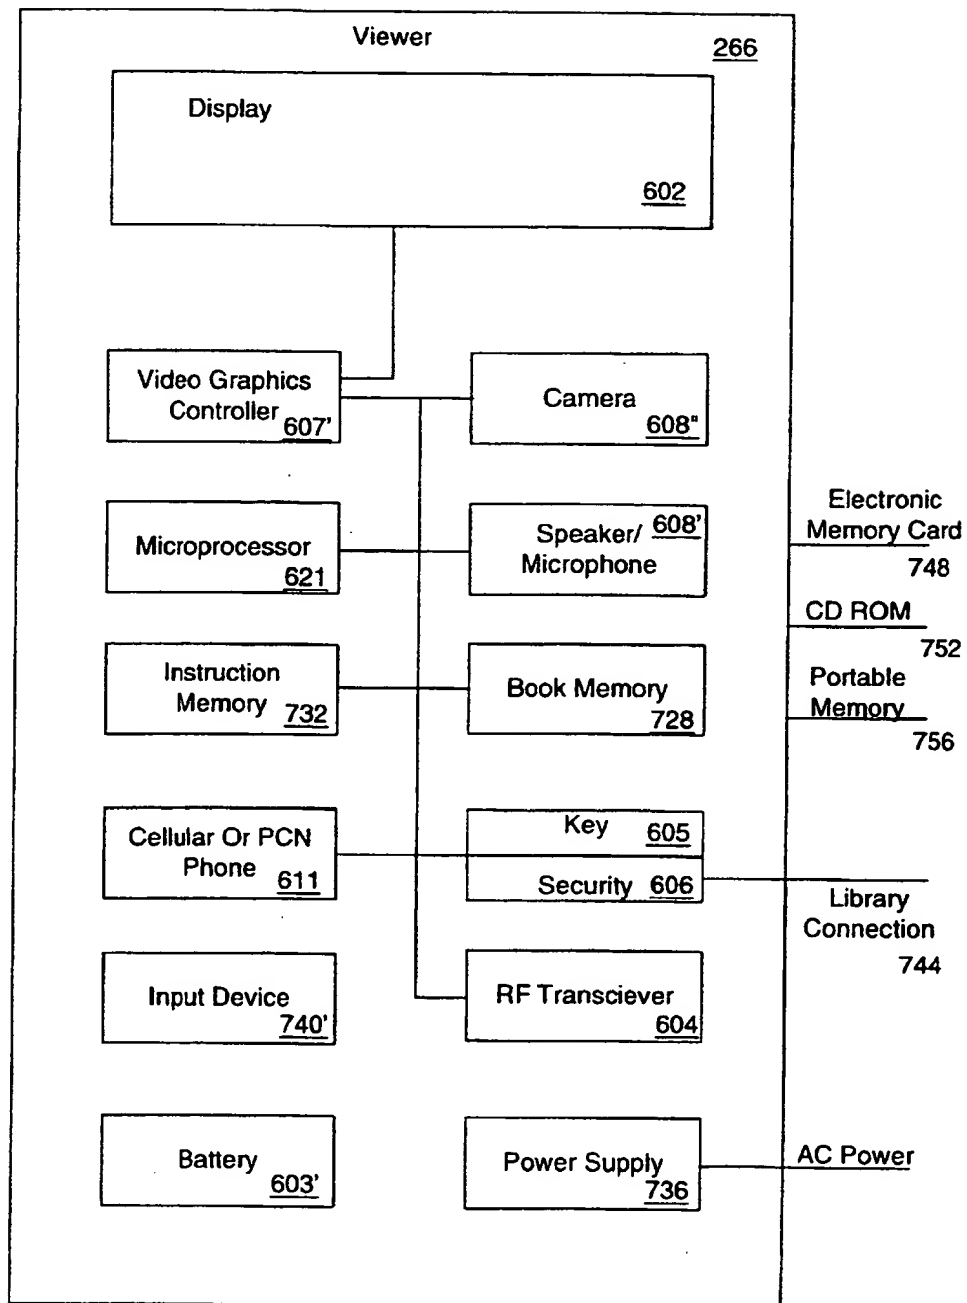 Viewer
266
Display
602
Video Graphics
Controller
607'
Camera
608"
Microprocessor
621
Speaker/
Microphone
608'
Instruction
Memory
732
Book Memory
728
Cellular Or PCN
Phone
611
Key 605
Security 606
Input Device
740'
RF Transciever
604
Battery
603'
Power Supply
736
Electronic
Memory Card
748
CD ROM
752
Portable
Memory
756
Library
Connection
744
AC Power